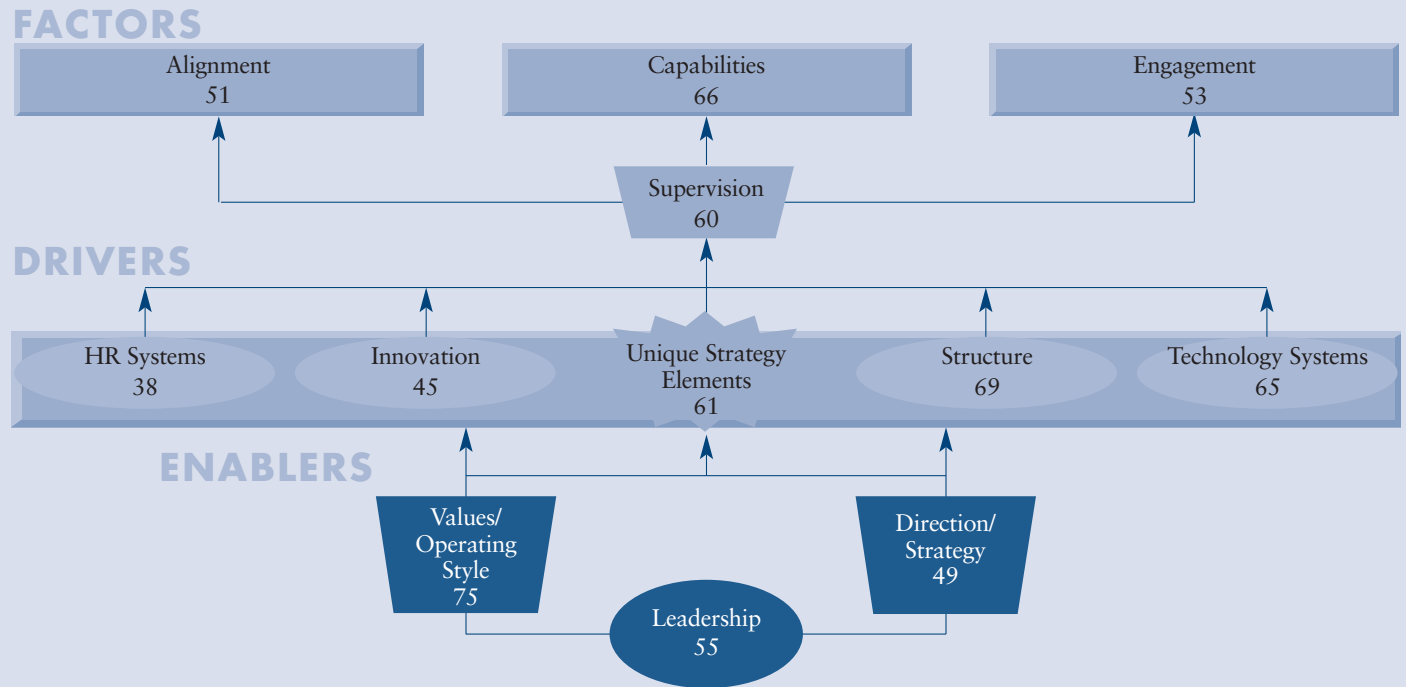 FACTORS
Alignment
51
Capabilities
66
Engagement
53
Supervision
60
DRIVERS
HR Systems
38
Innovation
45
Unique Strategy
Elements
61
Structure
69
Technology Systems
65
ENABLERS
Values/
Operating
Style
75
Direction/
Strategy
49
Leadership
55